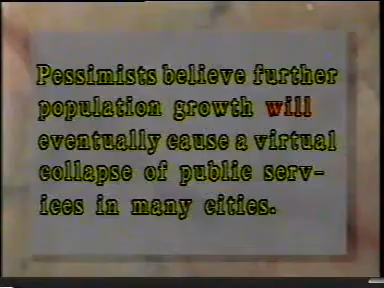 Pessimists believe further
population growth will
eventually cause a virtual
collapse of public serv-
ices in many cities.